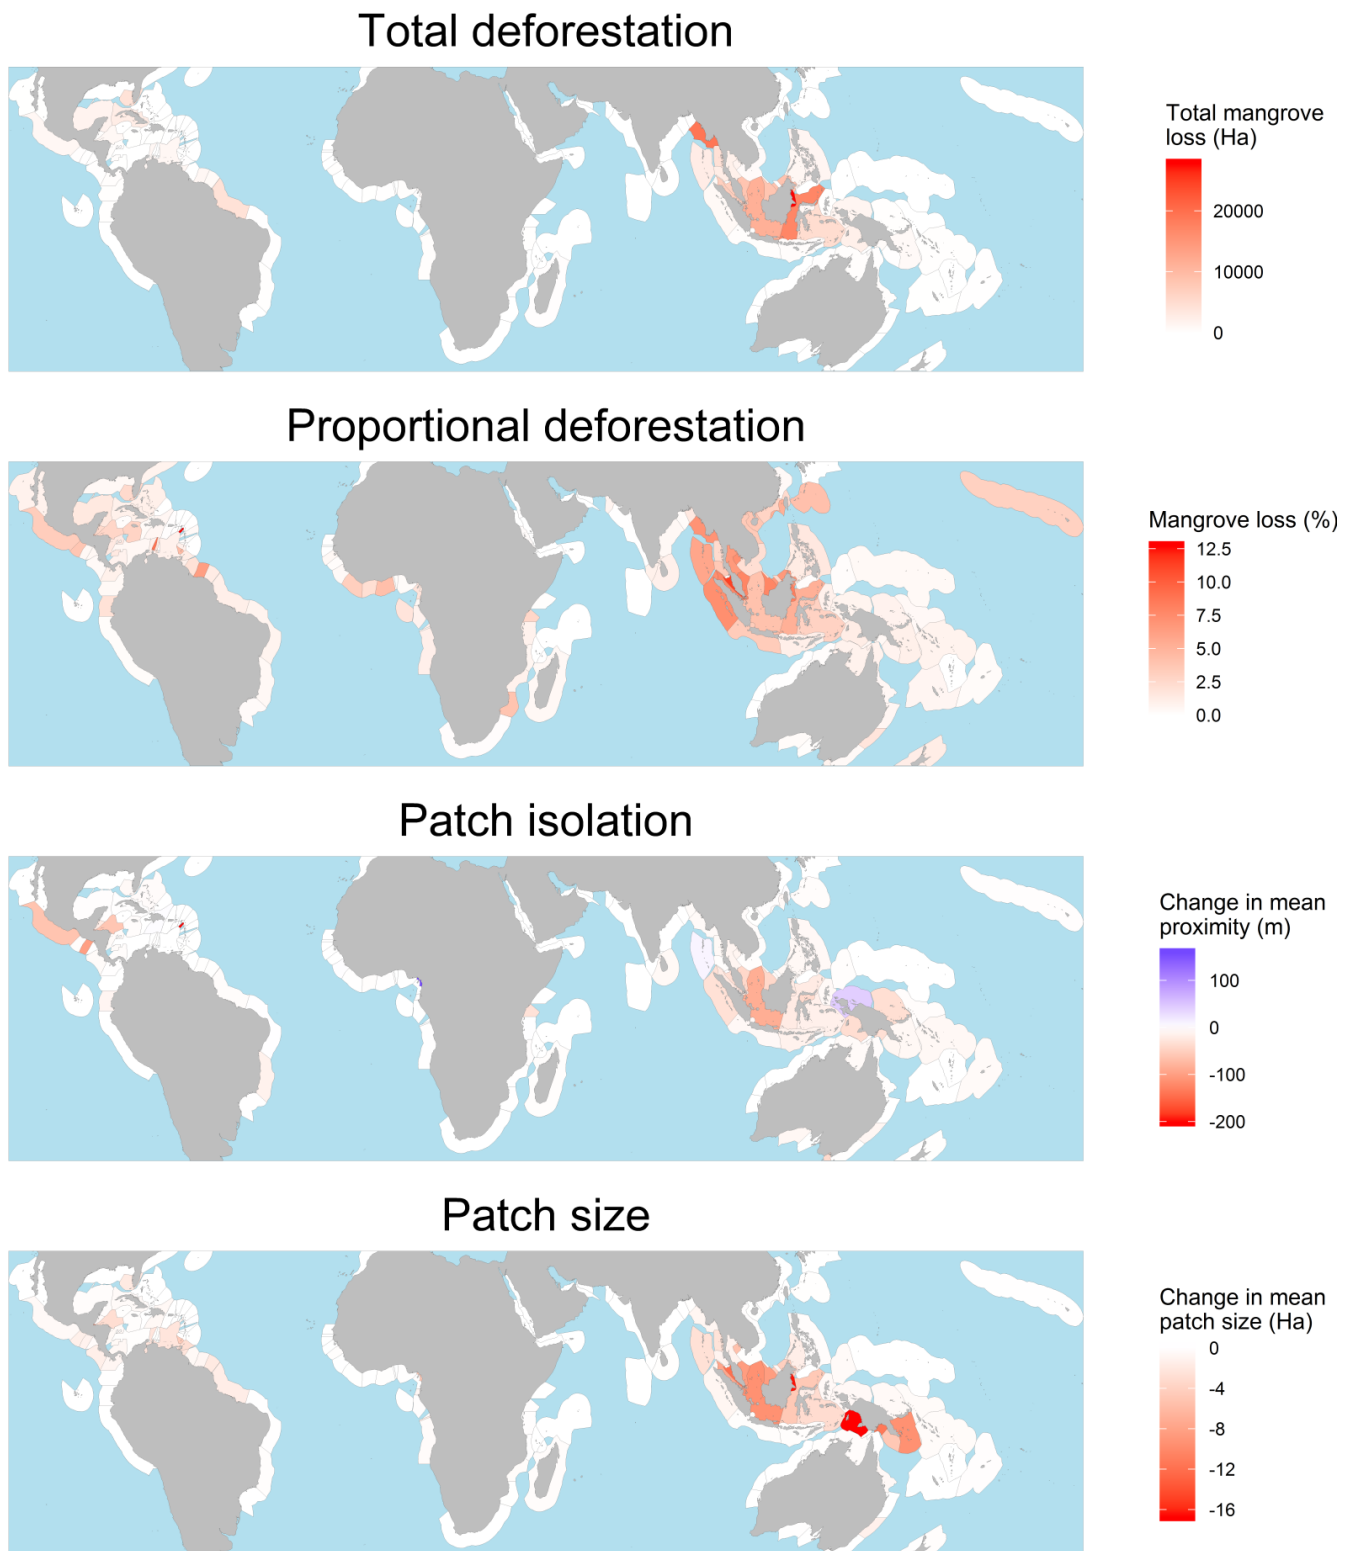 Total deforestation
Total mangrove
loss (Ha)
20000
10000
0
Proportional deforestation
Mangrove loss (%)
12.5
10.0
7.5
5.0
2.5
0.0
Patch isolation
Change in mean
proximity (m)
100
0
-100
-200
Patch size
Change in mean
patch size (Ha)
0
-4
-8
-12
-16